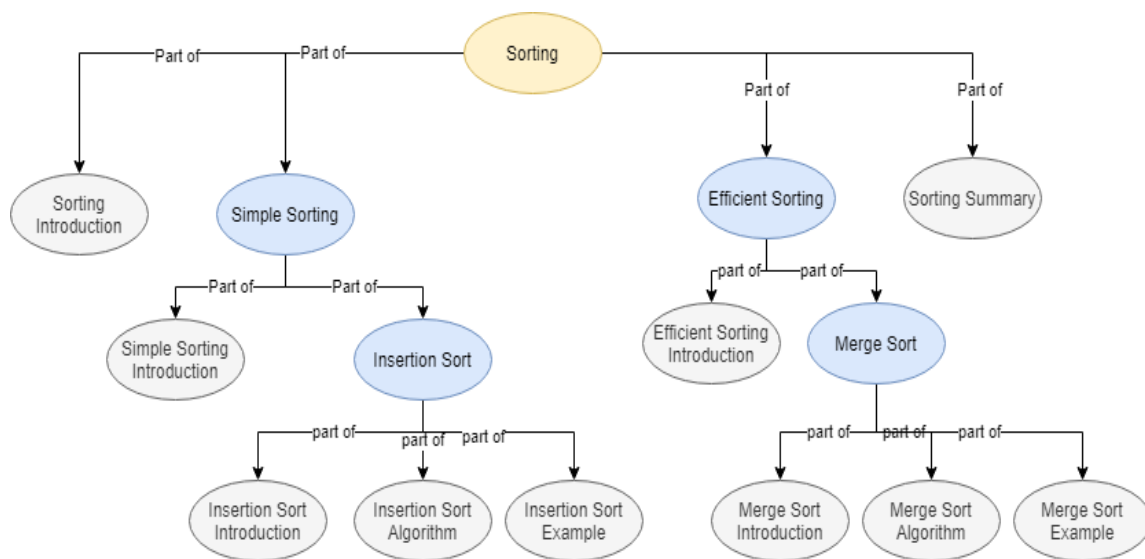 Sorting
Part of
Part of
Part of
Part of
Sorting
Introduction
Simple Sorting
Efficient Sorting
Sorting Summary
Part of
Part of
part of
part of
Simple Sorting
Introduction
Insertion Sort
Efficient Sorting
Introduction
Merge Sort
part of
part of
part of
part of
part of
part of
Insertion Sort
Introduction
Insertion Sort
Algorithm
Insertion Sort
Example
Merge Sort
Introduction
Merge Sort
Algorithm
Merge Sort
Example